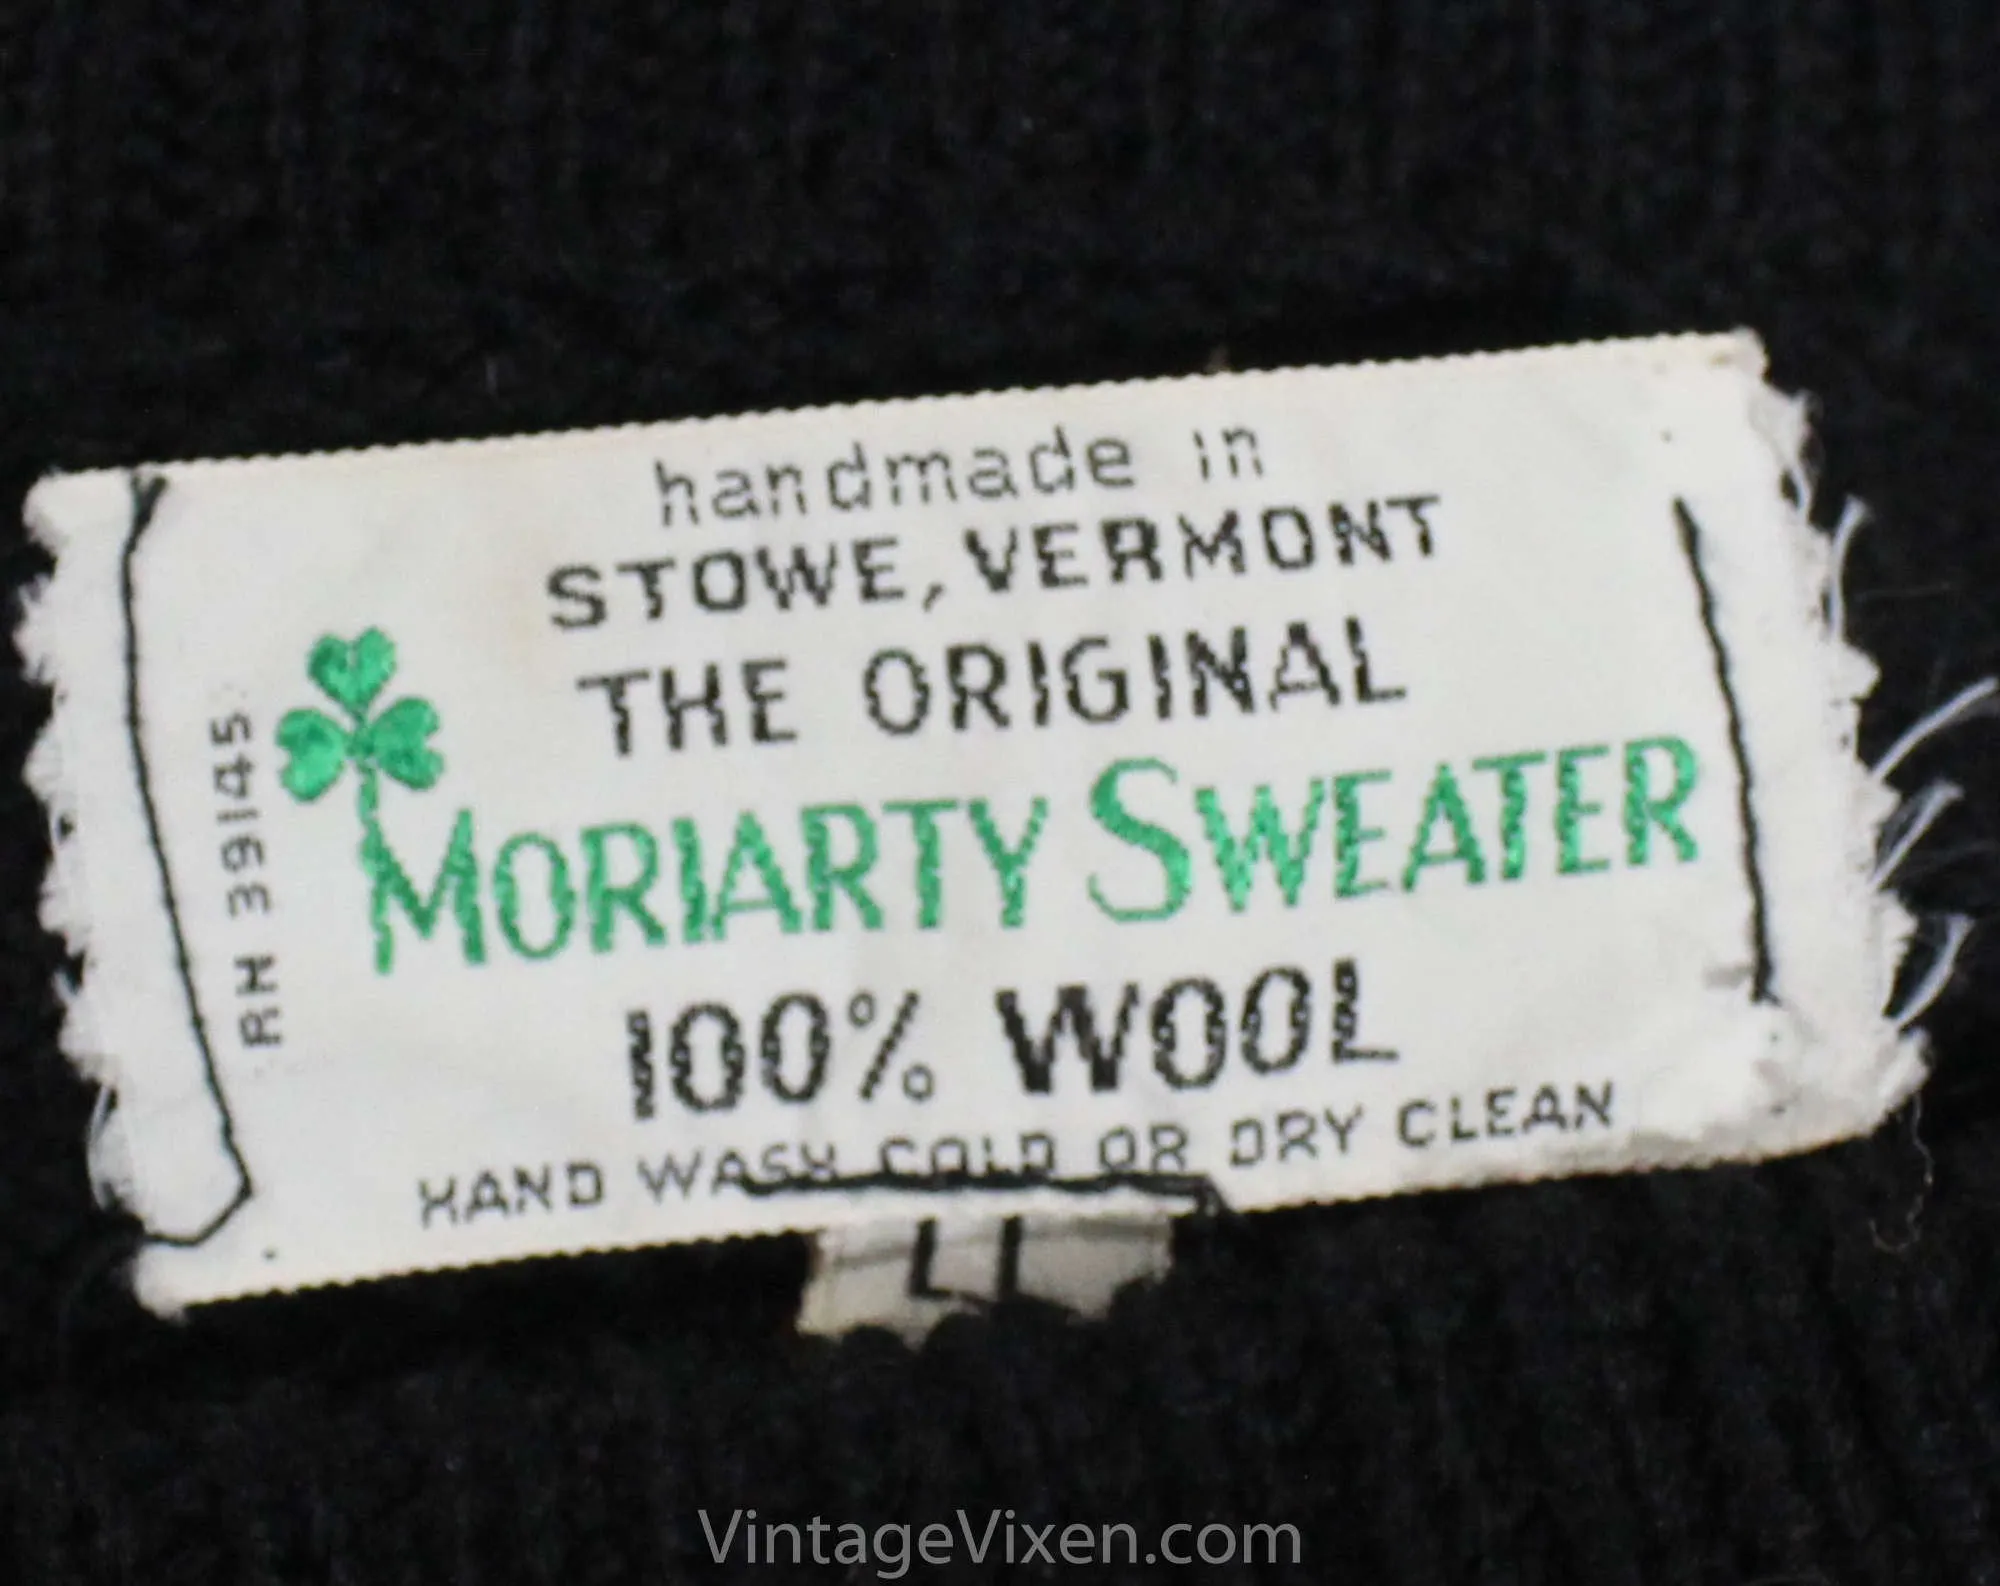 handmade in
STOWE, VERMONT
THE ORIGINAL
MORIARTY SWEATER
100% WOOL
HAND WASH COLD OR DRY CLEAN
RN 39145
VintageVixen.com